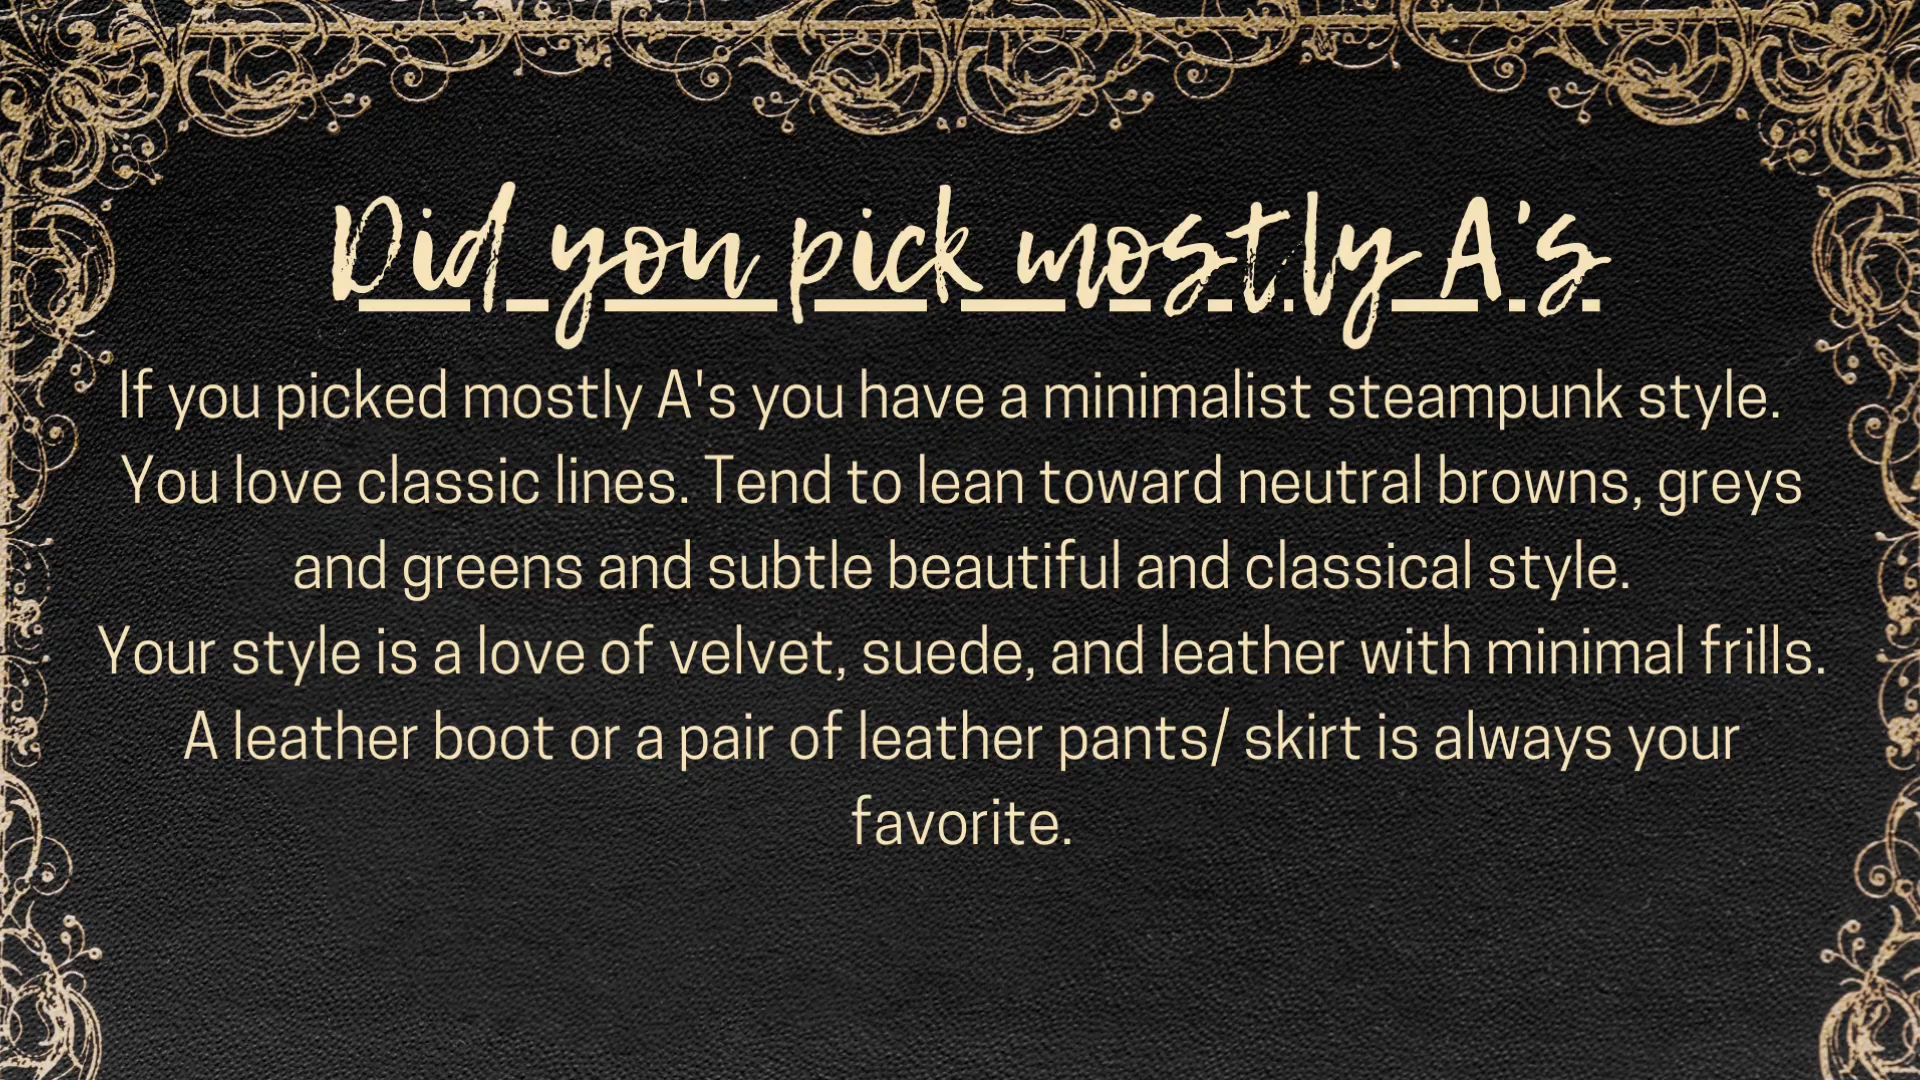 Did you pick mostly A's
If you picked mostly A's you have a minimalist steampunk style.
You love classic lines. Tend to lean toward neutral browns, greys
and greens and subtle beautiful and classical style.
Your style is a love of velvet, suede, and leather with minimal frills.
A leather boot or a pair of leather pants/ skirt is always your
favorite.